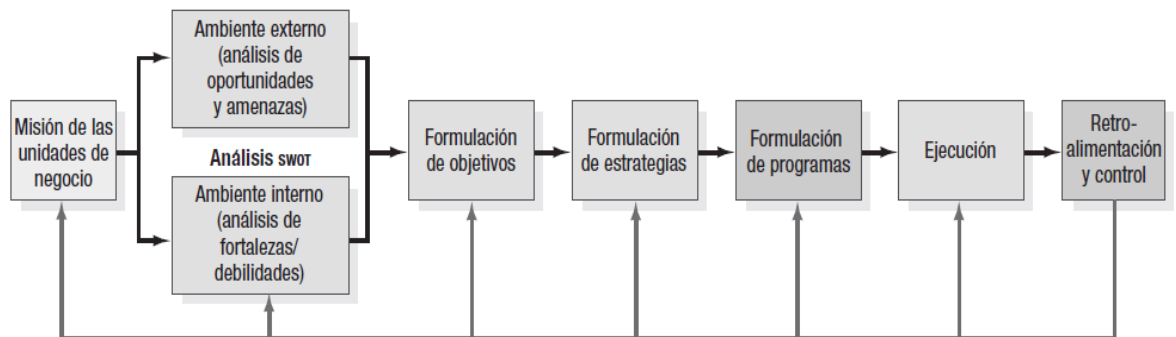 Misión de las
unidades de
negocio
Ambiente externo
(análisis de
oportunidades
y amenazas)
Análisis SWOT
Ambiente interno
(análisis de
fortalezas/
debilidades)
Formulación
de objetivos
Formulación
de estrategias
Formulación
de programas
Ejecución
Retro-
alimentación
y control